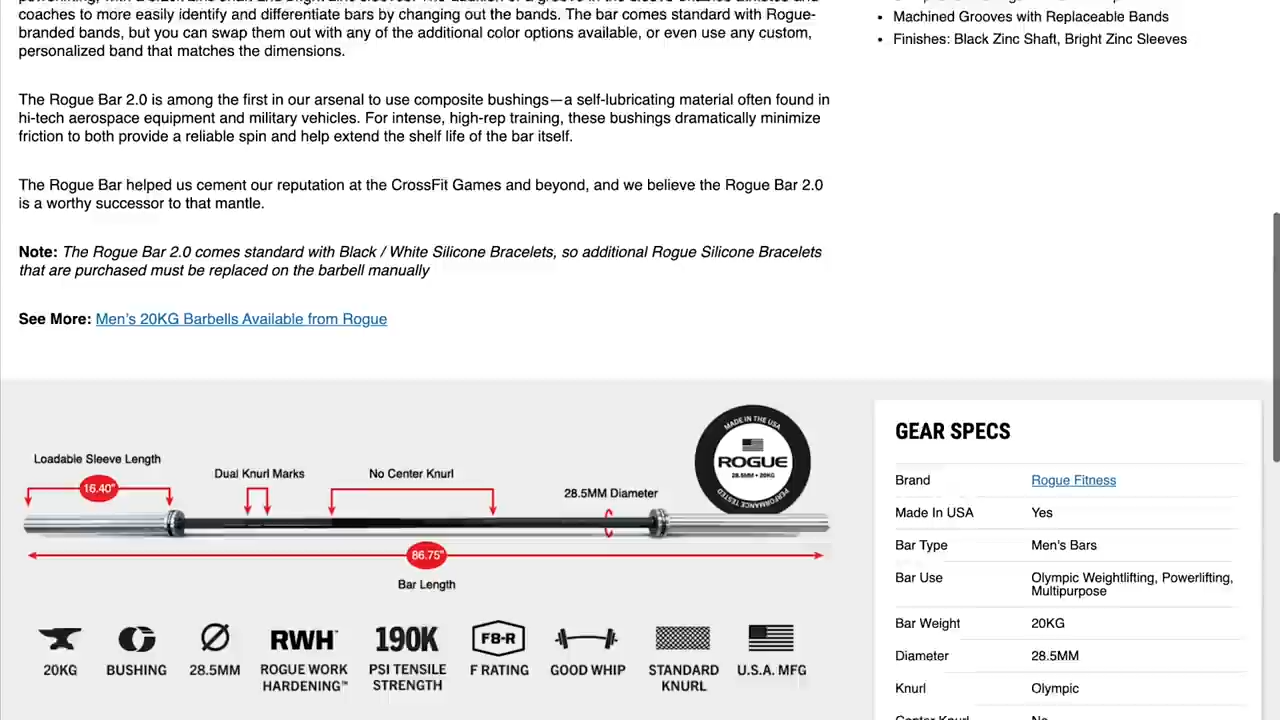 coaches to more easily identify and differentiate bars by changing out the bands. The bar comes standard with Rogue-
branded bands, but you can swap them out with any of the additional color options available, or even use any custom,
personalized band that matches the dimensions.
The Rogue Bar 2.0 is among the first in our arsenal to use composite bushings—a self-lubricating material often found in
hi-tech aerospace equipment and military vehicles. For intense, high-rep training, these bushings dramatically minimize
friction to both provide a reliable spin and help extend the shelf life of the bar itself.
The Rogue Bar helped us cement our reputation at the CrossFit Games and beyond, and we believe the Rogue Bar 2.0
is a worthy successor to that mantle.
Note: The Rogue Bar 2.0 comes standard with Black / White Silicone Bracelets, so additional Rogue Silicone Bracelets
that are purchased must be replaced on the barbell manually
See More: Men's 20KG Barbells Available from Rogue
Machined Grooves with Replaceable Bands
Finishes: Black Zinc Shaft, Bright Zinc Sleeves
Loadable Sleeve Length
16.40"
Dual Knurl Marks
No Center Knurl
28.5MM Diameter
MADE IN THE USA
ROGUE
28.5MM • 20KG
PERFORMANCE TESTED
86.75"
Bar Length
20KG
BUSHING
28.5MM
RWH
ROGUE WORK
HARDENING™
190K
PSI TENSILE
STRENGTH
F8-R
F RATING
GOOD WHIP
STANDARD
KNURL
U.S.A. MFG
GEAR SPECS
Brand Rogue Fitness
Made In USA Yes
Bar Type Men's Bars
Bar Use Olympic Weightlifting, Powerlifting,
Multipurpose
Bar Weight 20KG
Diameter 28.5MM
Knurl Olympic
Center Knurl No